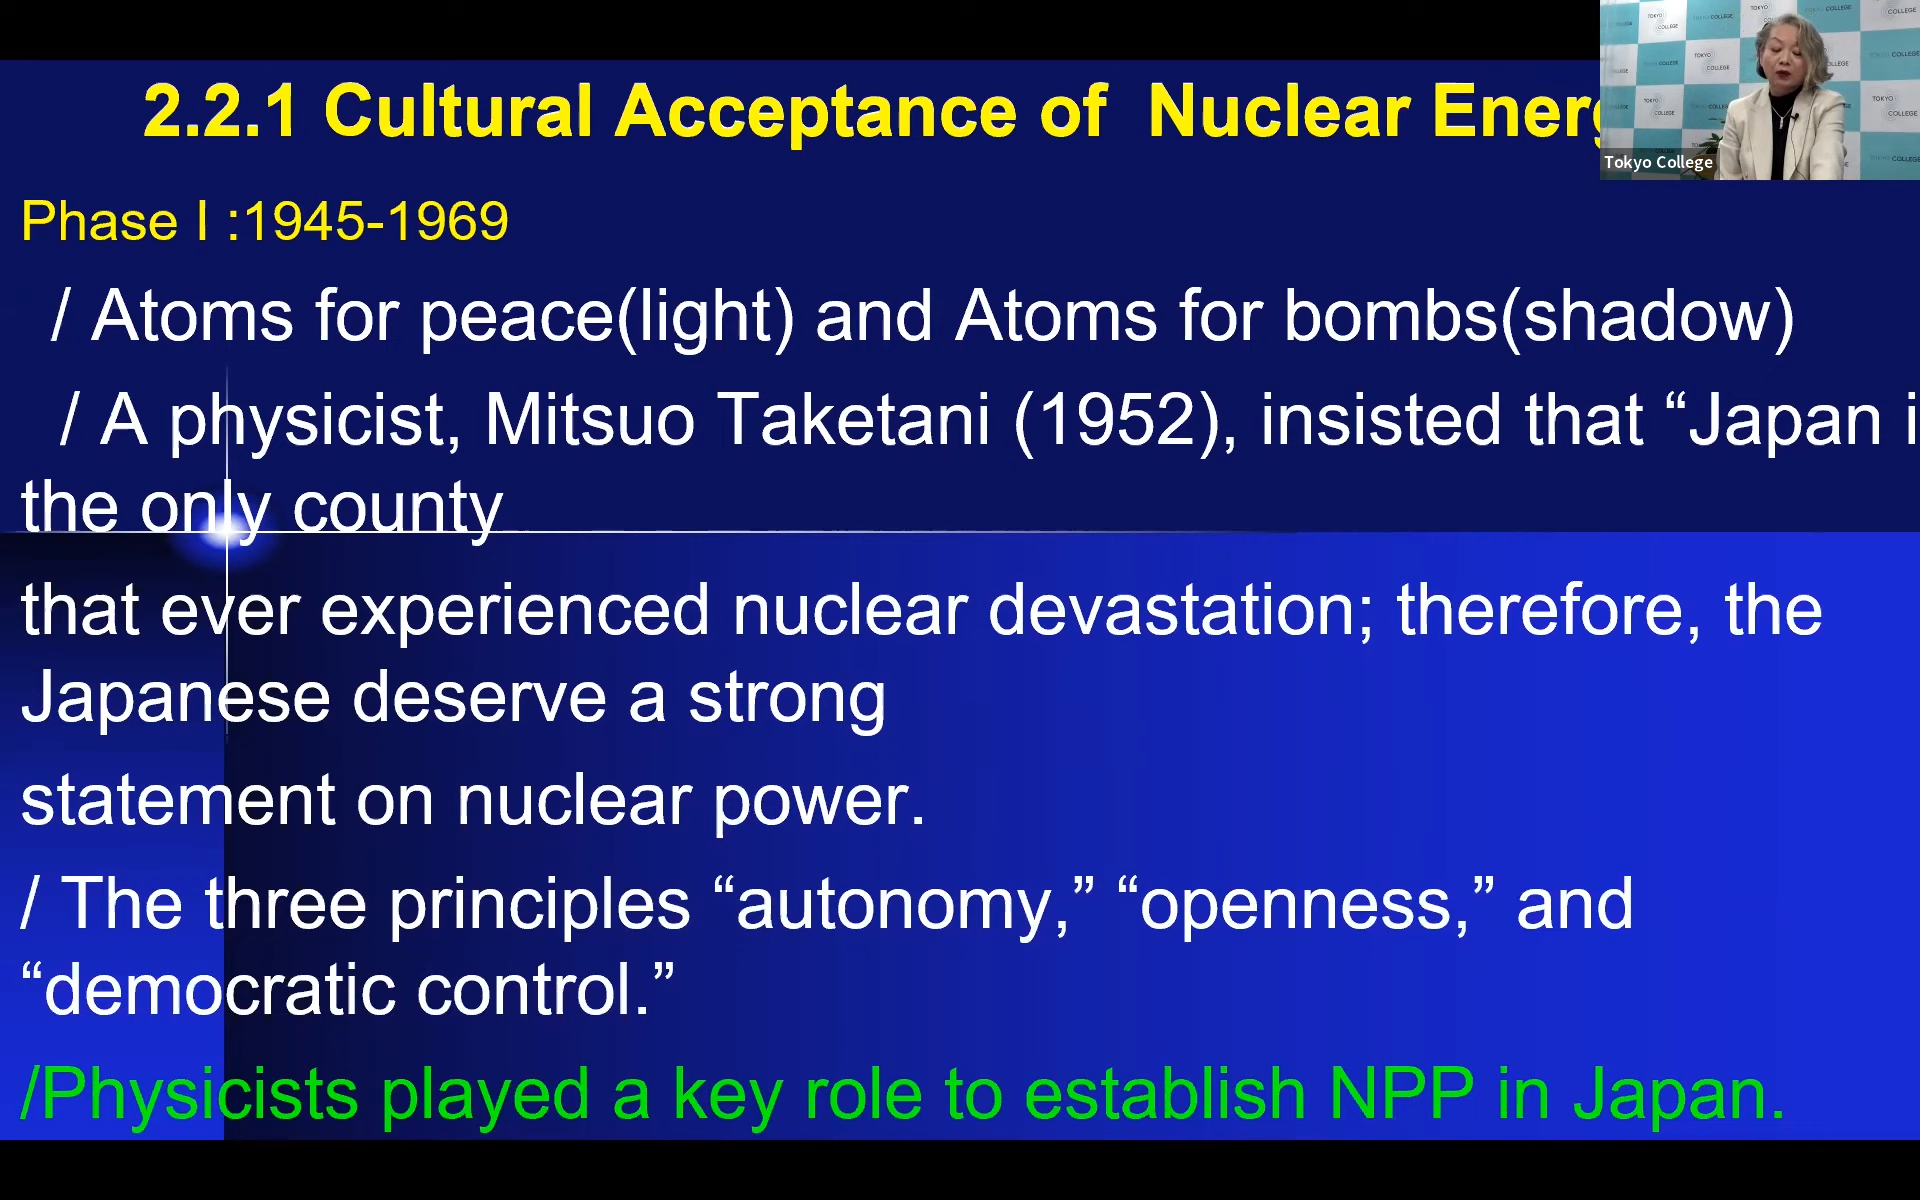 2.2.1 Cultural Acceptance of Nuclear Energ
Phase I :1945-1969
/ Atoms for peace(light) and Atoms for bombs(shadow)
/ A physicist, Mitsuo Taketani (1952), insisted that “Japan i
the only county
that ever experienced nuclear devastation; therefore, the
Japanese deserve a strong
statement on nuclear power.
/ The three principles “autonomy,” “openness,” and
“democratic control.”
/Physicists played a key role to establish NPP in Japan.
Tokyo College
TOKYO COLLEGE